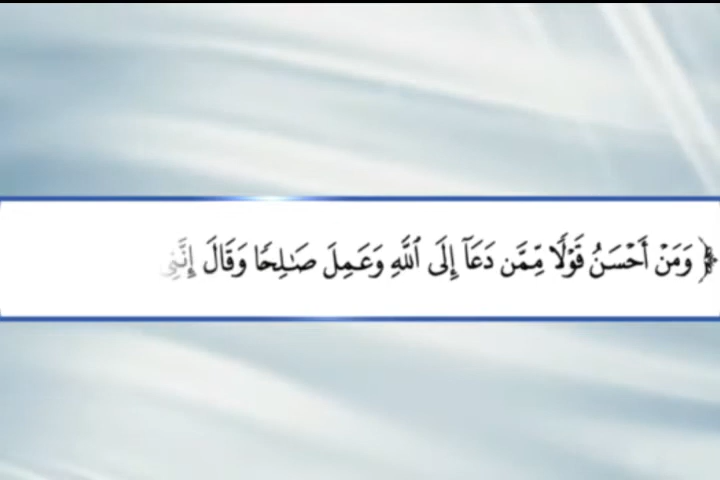 ﴿ وَمَنْ أَحْسَنُ قَوْلًا مِّمَّن دَعَآ إِلَى ٱللَّهِ وَعَمِلَ صَـٰلِحًا وَقَالَ إِنَّنِى